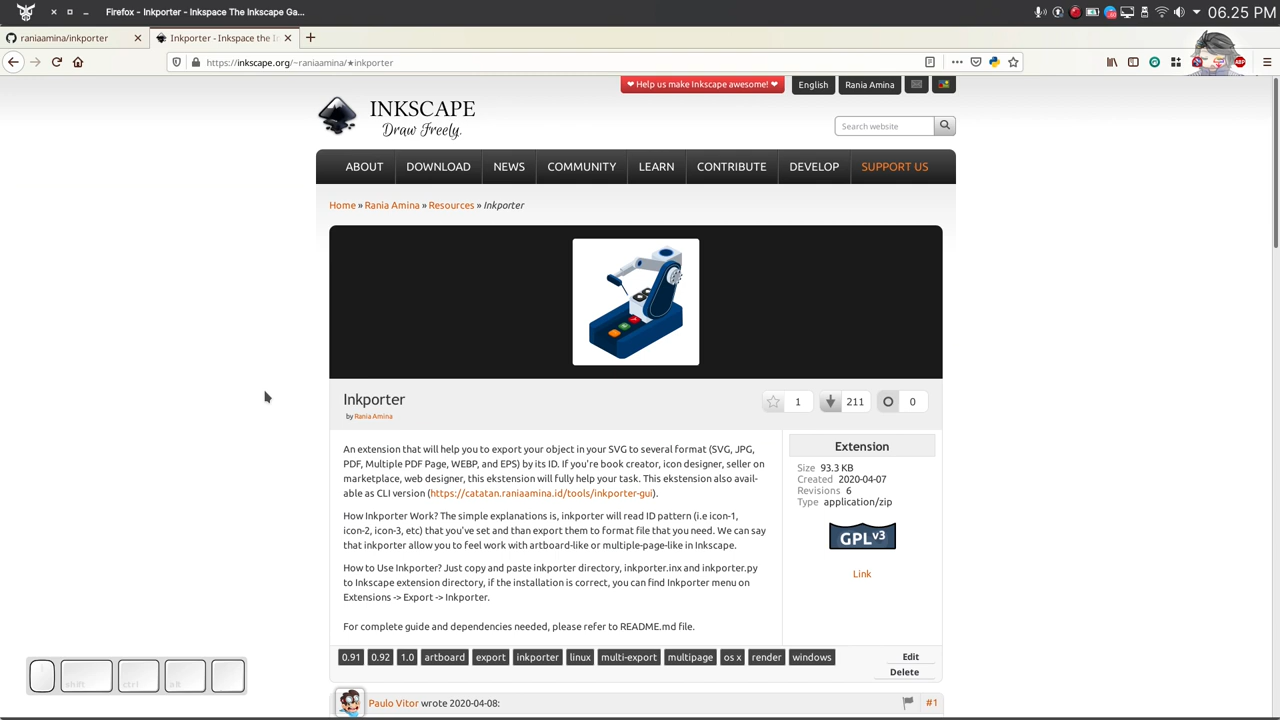 Firefox - Inkporter - Inkspace The Inkscape Ga...
06.25 PM
raniaamina/inkporter
Inkporter - Inkspace the In
https://inkscape.org/~raniaamina/★inkporter
❤ Help us make Inkscape awesome! ❤
English
Rania Amina
INKSCAPE
Draw Freely.
Search website
ABOUT
DOWNLOAD
NEWS
COMMUNITY
LEARN
CONTRIBUTE
DEVELOP
SUPPORT US
Home » Rania Amina » Resources » Inkporter
Inkporter
1
211
0
by Rania Amina
An extension that will help you to export your object in your SVG to several format (SVG, JPG,
PDF, Multiple PDF Page, WEBP, and EPS) by its ID. If you're book creator, icon designer, seller on
marketplace, web designer, this ekstension will fully help your task. This ekstension also avail-
able as CLI version (https://catatan.raniaamina.id/tools/inkporter-gui).
How Inkporter Work? The simple explanations is, inkporter will read ID pattern (i.e icon-1,
icon-2, icon-3, etc) that you've set and than export them to format file that you need. We can say
that inkporter allow you to feel work with artboard-like or multiple-page-like in Inkscape.
How to Use Inkporter? Just copy and paste inkporter directory, inkporter.inx and inkporter.py
to Inkscape extension directory, if the installation is correct, you can find Inkporter menu on
Extensions -> Export -> Inkporter.
For complete guide and dependencies needed, please refer to README.md file.
Extension
Size 93.3 KB
Created 2020-04-07
Revisions 6
Type application/zip
GPLv3
Link
0.91
0.92
1.0
artboard
export
inkporter
linux
multi-export
multipage
os x
render
windows
Edit
Delete
Paulo Vitor wrote 2020-04-08:
#1
shift
ctrl
alt
ABP